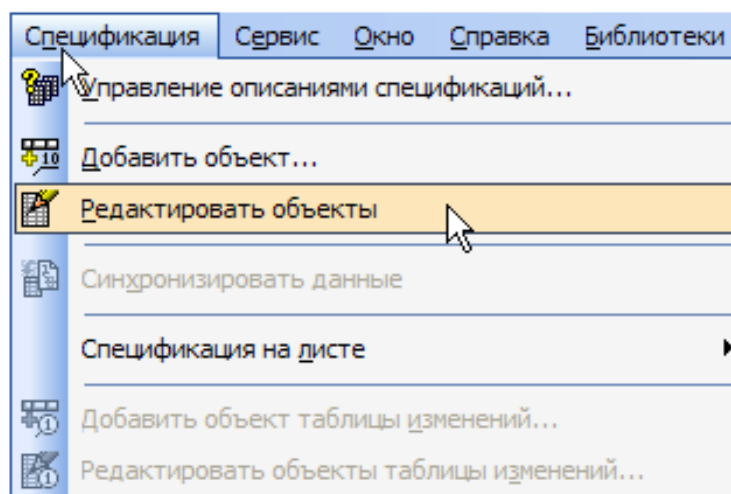 Спецификация Сервис Окно Справка Библиотеки
Управление описаниями спецификаций...
Добавить объект...
Редактировать объекты
Синхронизировать данные
Спецификация на листе
Добавить объект таблицы изменений...
Редактировать объекты таблицы изменений...